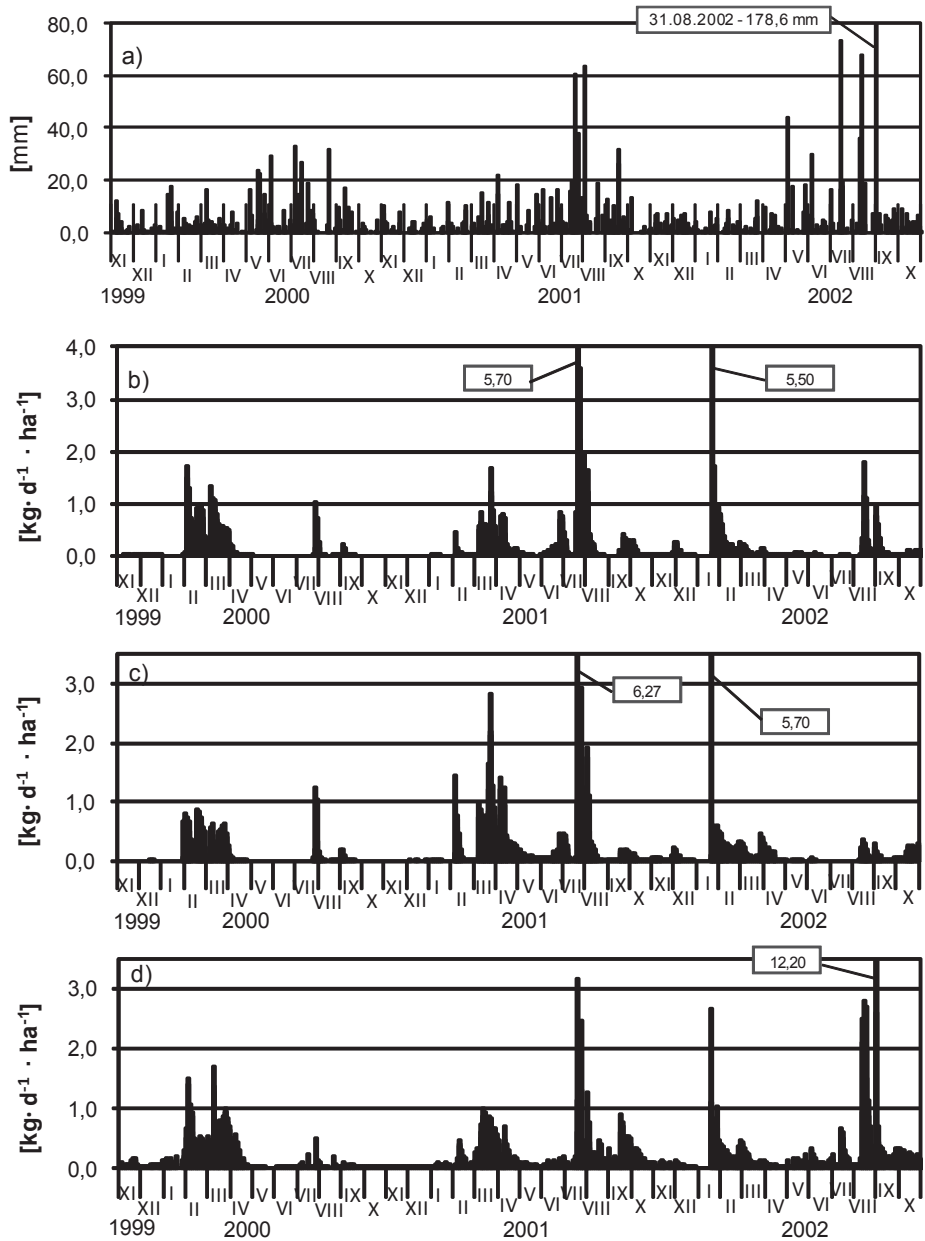 31.08.2002 - 178,6 mm
a)
[mm]
80,0
60,0
40,0
20,0
0,0
XI XII I II III IV V VI VII VIII IX X XI XII I II III IV V VI VII VIII IX X XI XII I II III IV V VI VII VIII IX X
1999 2000 2001 2002
b)
[kg·d⁻¹·ha⁻¹]
4,0
3,0
2,0
1,0
0,0
5,70
5,50
XI XII I II III IV V VI VII VIII IX X XI XII I II III IV V VI VII VIII IX X XI XII I II III IV V VI VII VIII IX X
1999 2000 2001 2002
c)
[kg·d⁻¹·ha⁻¹]
3,0
2,0
1,0
0,0
6,27
5,70
XI XII I II III IV V VI VII VIII IX X XI XII I II III IV V VI VII VIII IX X XI XII I II III IV V VI VII VIII IX X
1999 2000 2001 2002
d)
[kg·d⁻¹·ha⁻¹]
3,0
2,0
1,0
0,0
12,20
XI XII I II III IV V VI VII VIII IX X XI XII I II III IV V VI VII VIII IX X XI XII I II III IV V VI VII VIII IX X
1999 2000 2001 2002